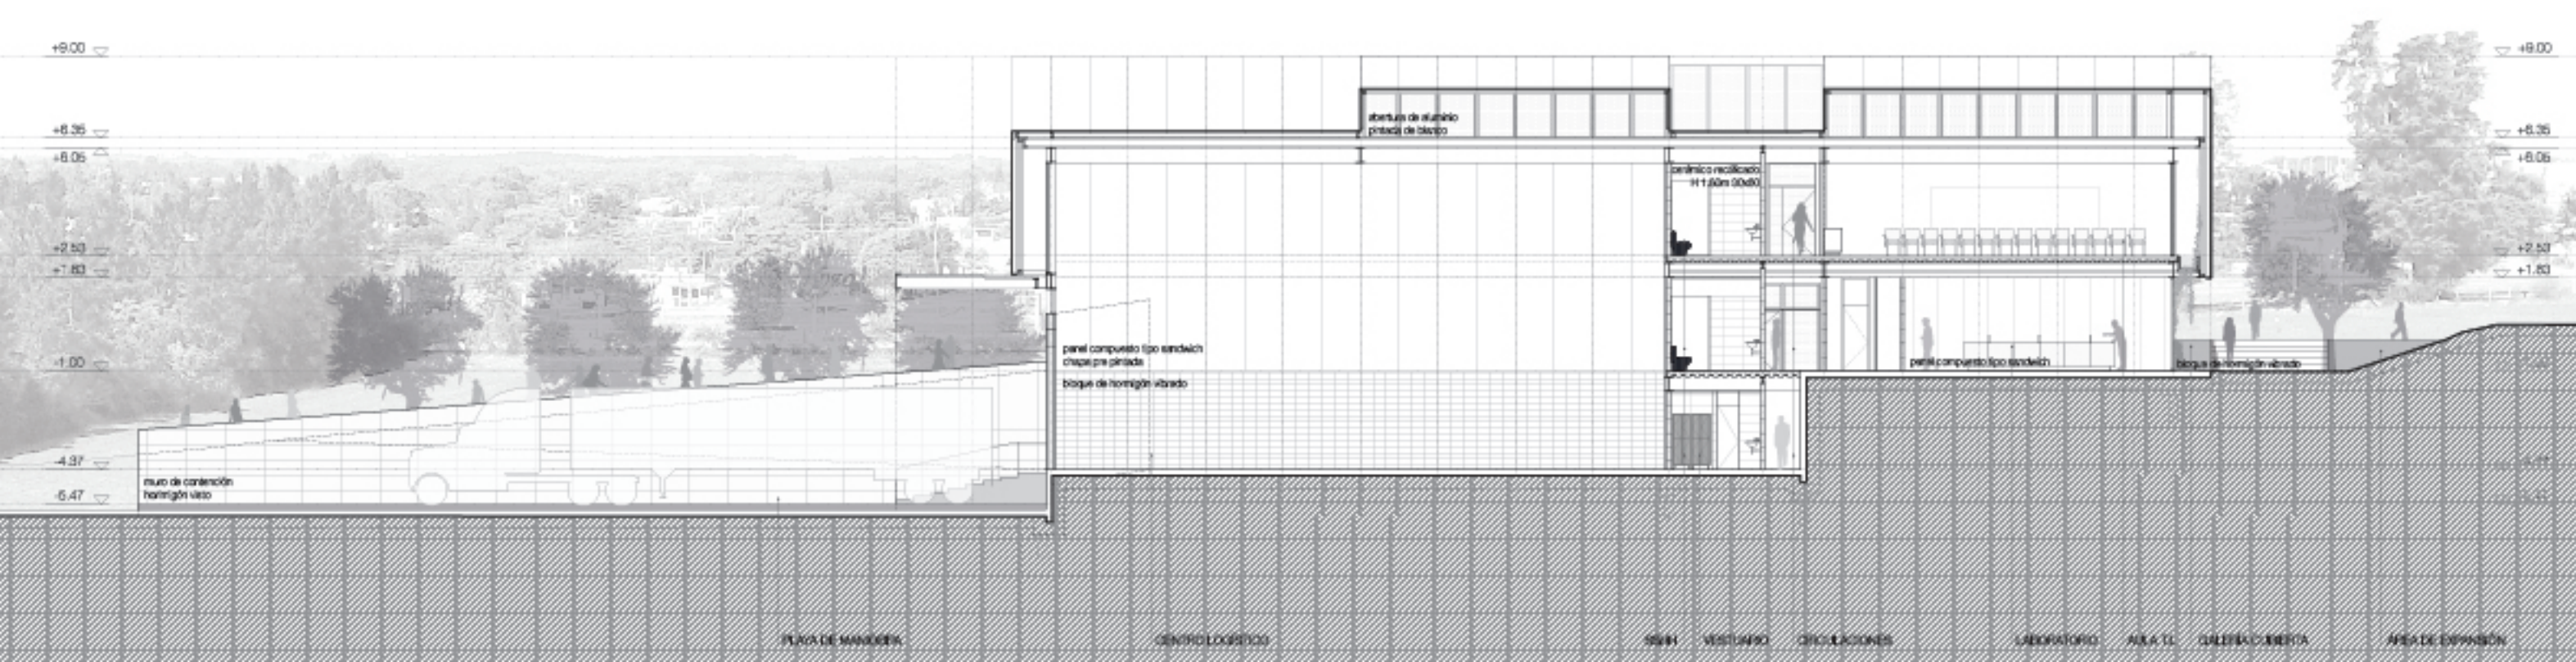 +9.00
+9.00
abertura de aluminio
pintada de blanco
+6.35
+6.35
+6.05
+6.05
cerámico rectificado
H 1.80m 30x60
+2.53
+2.53
+1.83
+1.83
panel compuesto tipo sandwich
chapa pre pintada
-1.00
panel compuesto tipo sandwich
bloque de hormigón vibrado
bloque de hormigón vibrado
-4.37
muro de contención
hormigón visto
-5.47
PLAYA DE MANIOBRA
CENTRO LOGÍSTICO
SSHH
VESTUARIO
CIRCULACIONES
LABORATORIO
AULA T.I.
GALERÍA CUBIERTA
ÁREA DE EXPANSIÓN